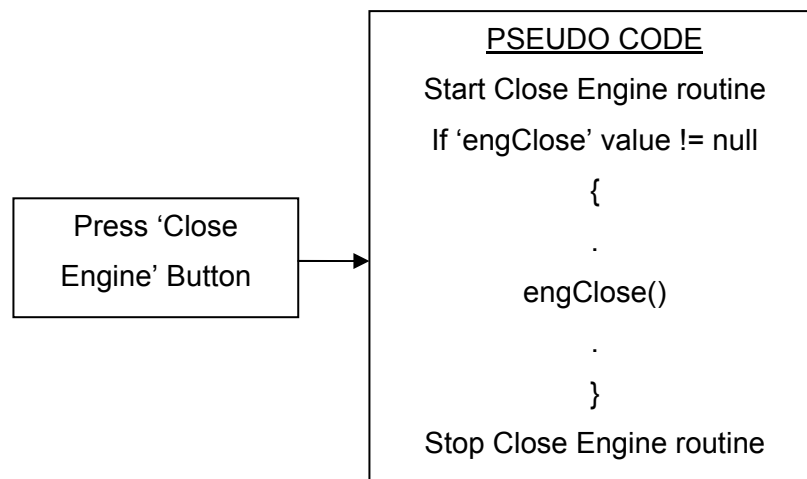 Press ‘Close
Engine’ Button
PSEUDO CODE
Start Close Engine routine
If ‘engClose’ value != null
{
.
engClose()
.
}
Stop Close Engine routine